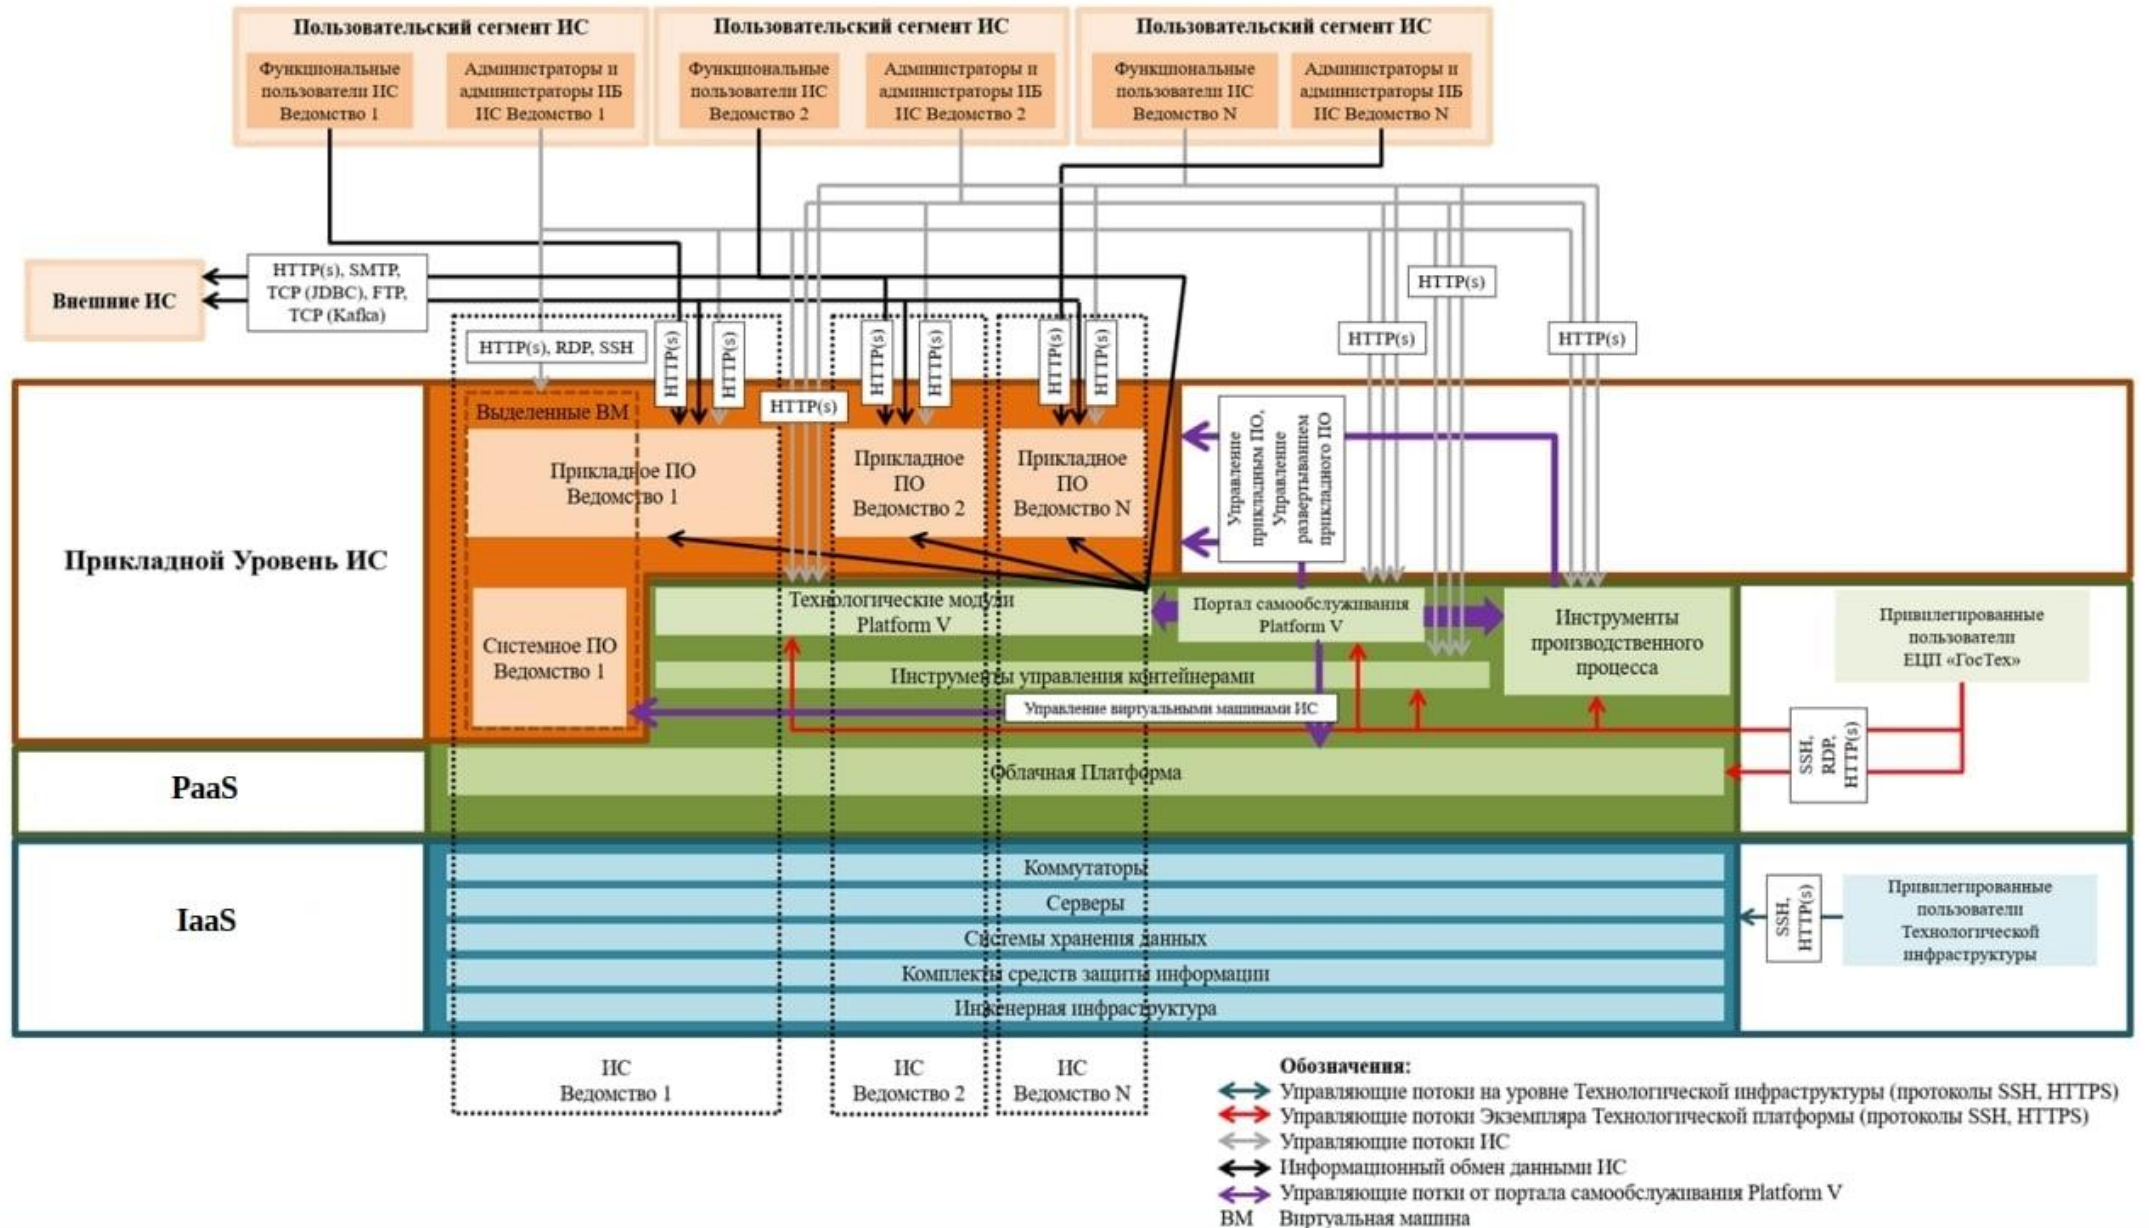 Пользовательский сегмент ИС
Функциональные
пользователи ИС
Ведомство 1
Администраторы и
администраторы ИБ
ИС Ведомство 1
Пользовательский сегмент ИС
Функциональные
пользователи ИС
Ведомство 2
Администраторы и
администраторы ИБ
ИС Ведомство 2
Пользовательский сегмент ИС
Функциональные
пользователи ИС
Ведомство N
Администраторы и
администраторы ИБ
ИС Ведомство N
Внешние ИС
HTTP(s), SMTP,
TCP (JDBC), FTP,
TCP (Kafka)
HTTP(s), RDP, SSH
HTTP(s)
HTTP(s)
HTTP(s)
HTTP(s)
HTTP(s)
HTTP(s)
HTTP(s)
HTTP(s)
HTTP(s)
HTTP(s)
Прикладной Уровень ИС
Выделенные ВМ
Прикладное ПО
Ведомство 1
Прикладное
ПО
Ведомство 2
Прикладное
ПО
Ведомство N
Управление
прикладным ПО,
Управление
развертыванием
прикладного ПО
Системное ПО
Ведомство 1
Технологические модули
Platform V
Портал самообслуживания
Platform V
Инструменты
производственного
процесса
Инструменты управления контейнерами
Управление виртуальными машинами ИС
Привилегированные
пользователи
ЕЦП «ГосТех»
SSH,
RDP,
HTTP(s)
PaaS
Облачная Платформа
IaaS
Коммутаторы
Серверы
Системы хранения данных
Комплекты средств защиты информации
Инженерная инфраструктура
SSH,
HTTP(s)
Привилегированные
пользователи
Технологической
инфраструктуры
ИС
Ведомство 1
ИС
Ведомство 2
ИС
Ведомство N
Обозначения:
Управляющие потоки на уровне Технологической инфраструктуры (протоколы SSH, HTTPS)
Управляющие потоки Экземпляра Технологической платформы (протоколы SSH, HTTPS)
Управляющие потоки ИС
Информационный обмен данными ИС
Управляющие потки от портала самообслуживания Platform V
ВМ Виртуальная машина